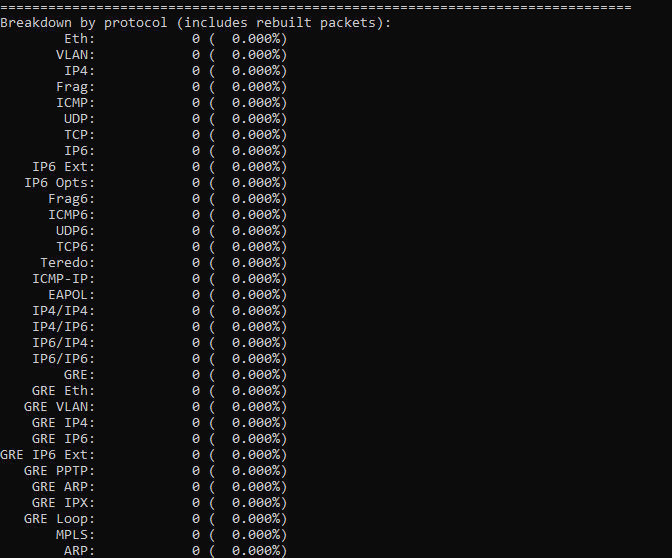 ===============================================================================
Breakdown by protocol (includes rebuilt packets):
        Eh:            0 (  0.000%)
       VLAN:            0 (  0.000%)
        IP4:            0 (  0.000%)
       Frag:            0 (  0.000%)
       ICMP:            0 (  0.000%)
        UDP:            0 (  0.000%)
        TCP:            0 (  0.000%)
        IP6:            0 (  0.000%)
    IP6 Ext:            0 (  0.000%)
   IP6 Opts:            0 (  0.000%)
      Frag6:            0 (  0.000%)
      ICMP6:            0 (  0.000%)
       UDP6:            0 (  0.000%)
       TCP6:            0 (  0.000%)
     Teredo:            0 (  0.000%)
    ICMP-IP:            0 (  0.000%)
      EAPOL:            0 (  0.000%)
    IP4/IP4:            0 (  0.000%)
    IP4/IP6:            0 (  0.000%)
    IP6/IP4:            0 (  0.000%)
    IP6/IP6:            0 (  0.000%)
        GRE:            0 (  0.000%)
    GRE Eth:            0 (  0.000%)
   GRE VLAN:            0 (  0.000%)
    GRE IP4:            0 (  0.000%)
    GRE IP6:            0 (  0.000%)
GRE IP6 Ext:            0 (  0.000%)
   GRE PPTP:            0 (  0.000%)
    GRE ARP:            0 (  0.000%)
    GRE IPX:            0 (  0.000%)
   GRE Loop:            0 (  0.000%)
       MPLS:            0 (  0.000%)
        ARP:            0 (  0.000%)